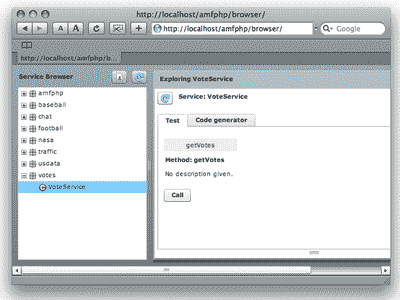 http://localhost/amfphp/browser/
A A http://localhost/amfphp/browser/ Google
http://localhost/amfphp/b...
Service Browser
amfphp
baseball
chat
football
nasa
traffic
usdata
votes
VoteService
Exploring VoteService
Service: VoteService
Test Code generator
getVotes
Method: getVotes
No description given.
Call